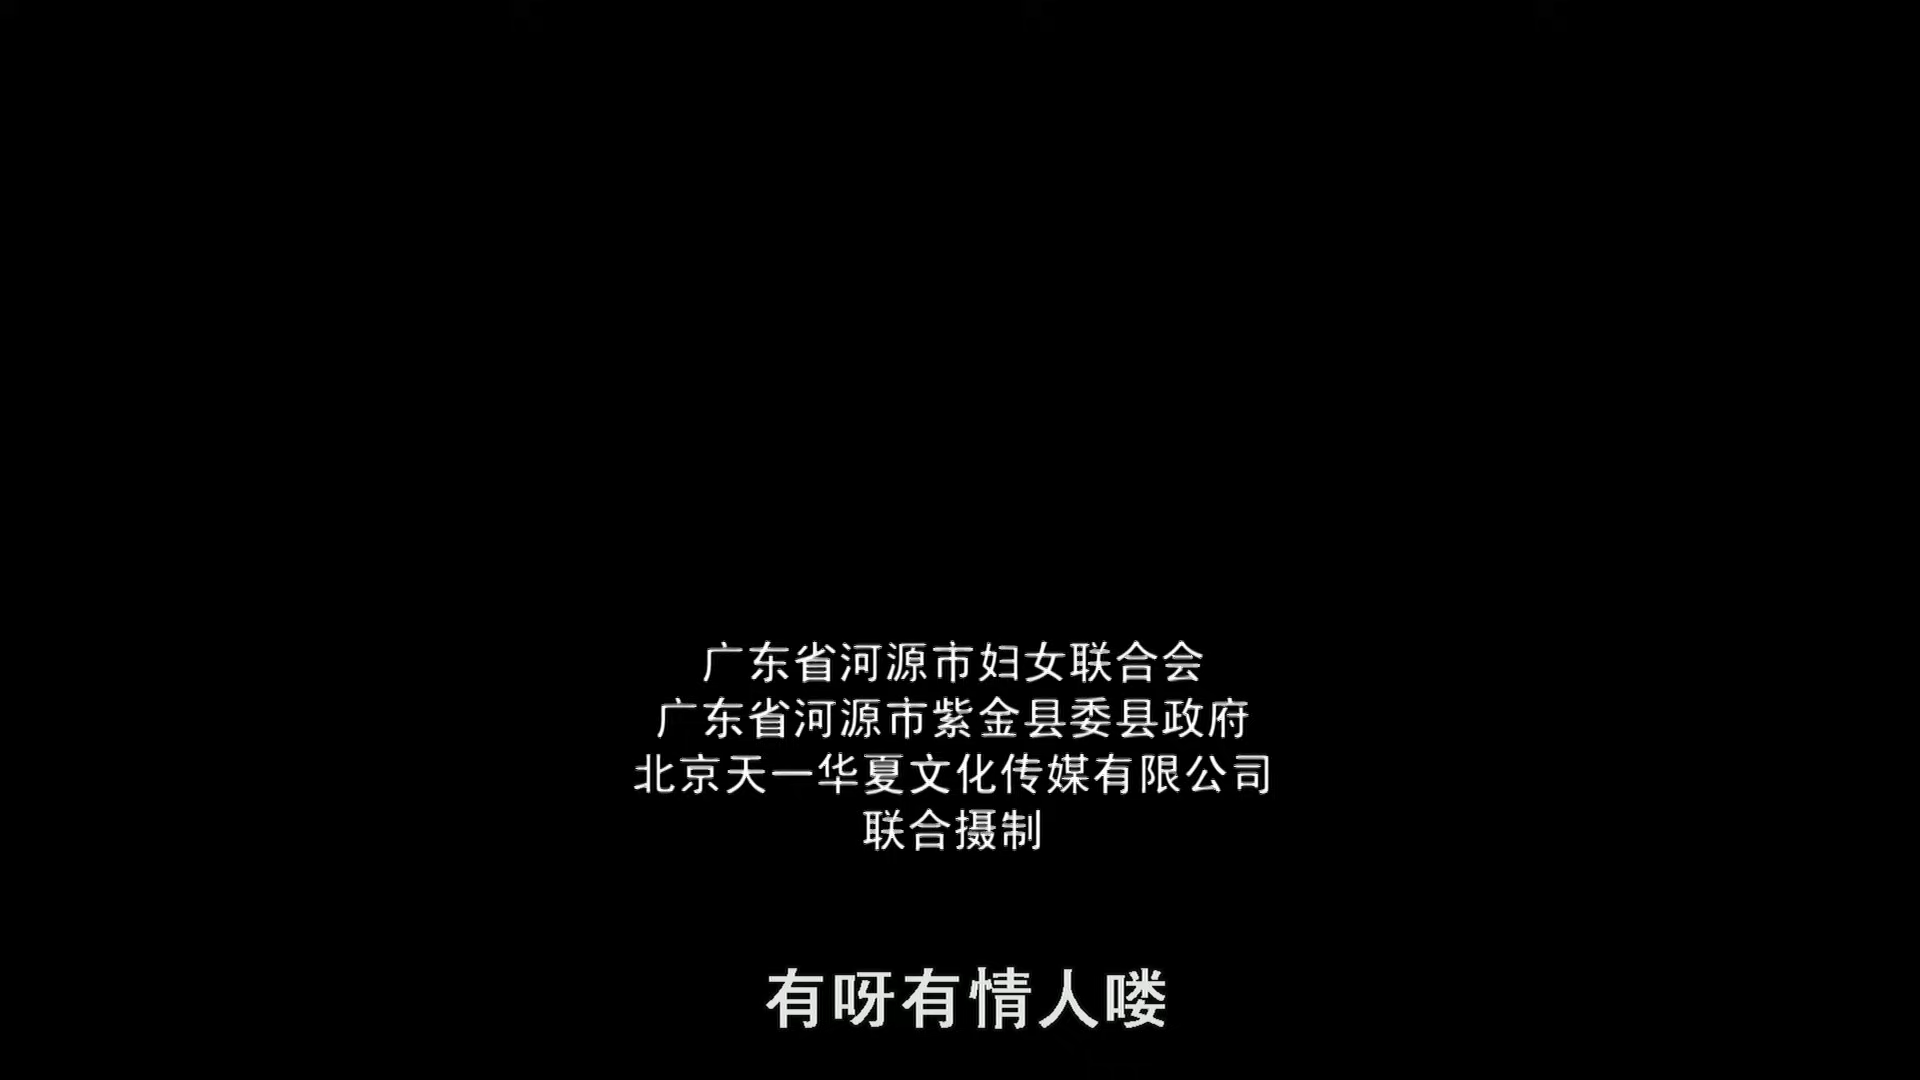 广东省河源市妇女联合会
广东省河源市紫金县委县政府
北京天一华夏文化传媒有限公司
联合摄制
有呀有情人喽